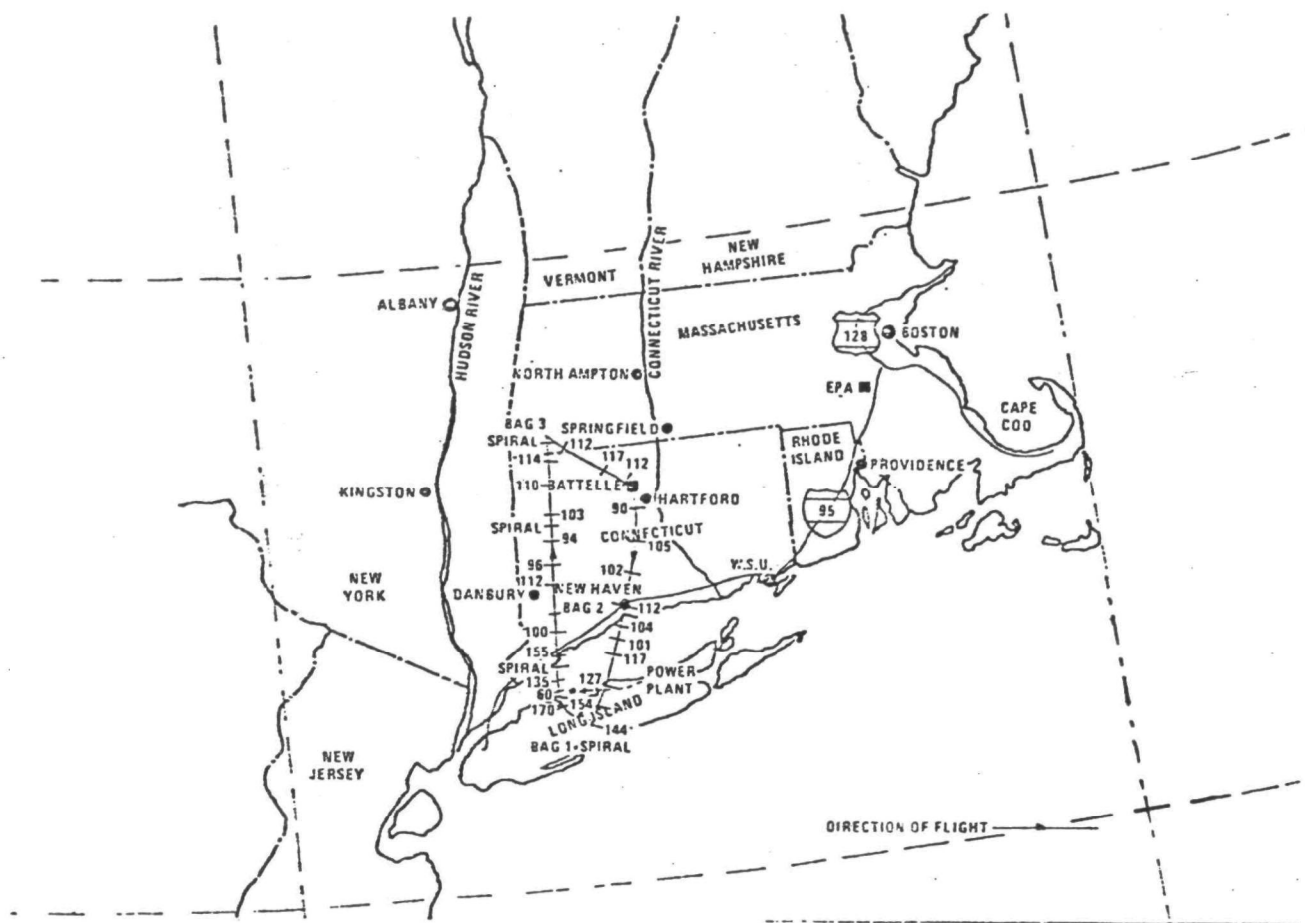 NEW
HAMPSHIRE
VERMONT
ALBANY
HUDSON RIVER
CONNECTICUT RIVER
MASSACHUSETTS
128
BOSTON
NORTH AMPTON
EPA
CAPE
COD
BAG 3
SPRINGFIELD
SPIRAL
112
114
117
112
RHODE
ISLAND
PROVIDENCE
110
BATTELLE
KINGSTON
HARTFORD
90
103
95
SPIRAL
94
CONNECTICUT
105
96
102
W.S.U.
112
NEW HAVEN
NEW
YORK
DANBURY
BAG 2
112
104
100
101
155
117
SPIRAL
135
127
POWER
PLANT
60
170
154
LONG ISLAND
144
BAG 1-SPIRAL
NEW
JERSEY
DIRECTION OF FLIGHT